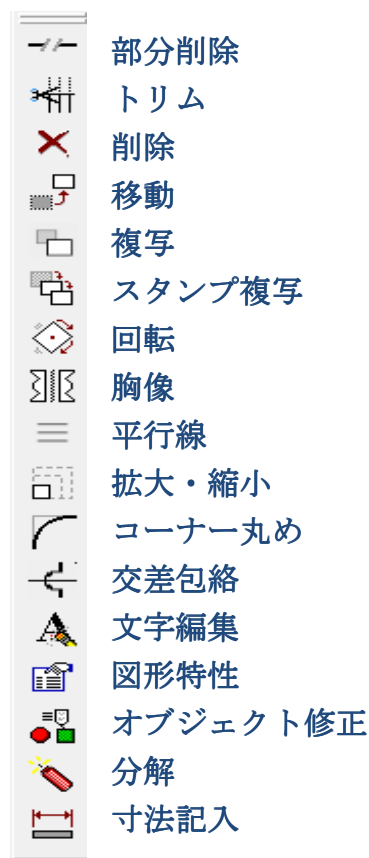 部分削除
トリム
削除
移動
複写
スタンプ複写
回転
胸像
平行線
拡大・縮小
コーナー丸め
交差包絡
文字編集
図形特性
オブジェクト修正
分解
寸法記入